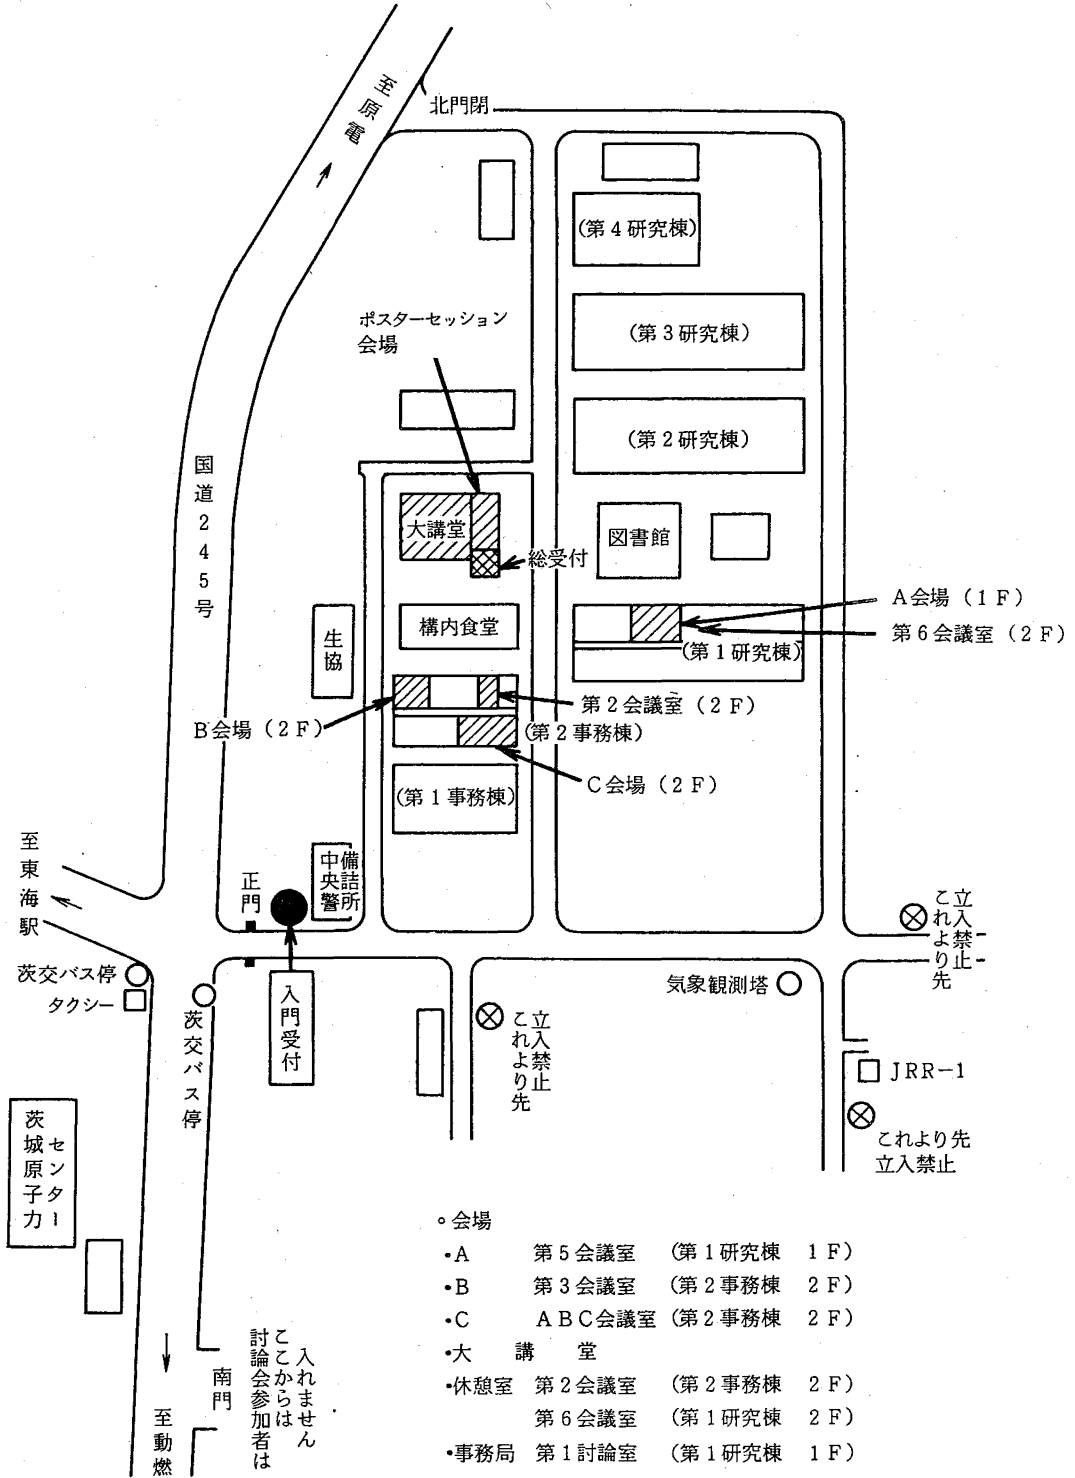 至原電
北門閉
(第4研究棟)
(第3研究棟)
ポスターセッション
会場
(第2研究棟)
国道245号
大講堂
総受付
図書館
A会場(1F)
第6会議室(2F)
(第1研究棟)
構内食堂
生協
第2会議室(2F)
B会場(2F)
(第2事務棟)
C会場(2F)
(第1事務棟)
至東海駅
正門
中央警
備詰所
これより先
立入禁止
茨交バス停
タクシー
茨交バス停
入門受付
気象観測塔
立入禁止
これより先
JRR-1
これより先
立入禁止
茨城原子力
センター
。会場
・A 第5会議室 (第1研究棟 1F)
・B 第3会議室 (第2事務棟 2F)
・C ABC会議室 (第2事務棟 2F)
・大講堂
・休憩室 第2会議室 (第2事務棟 2F)
第6会議室 (第1研究棟 2F)
・事務局 第1討論室 (第1研究棟 1F)
南門
討論会参加者は
ここからは
入れません
至動燃